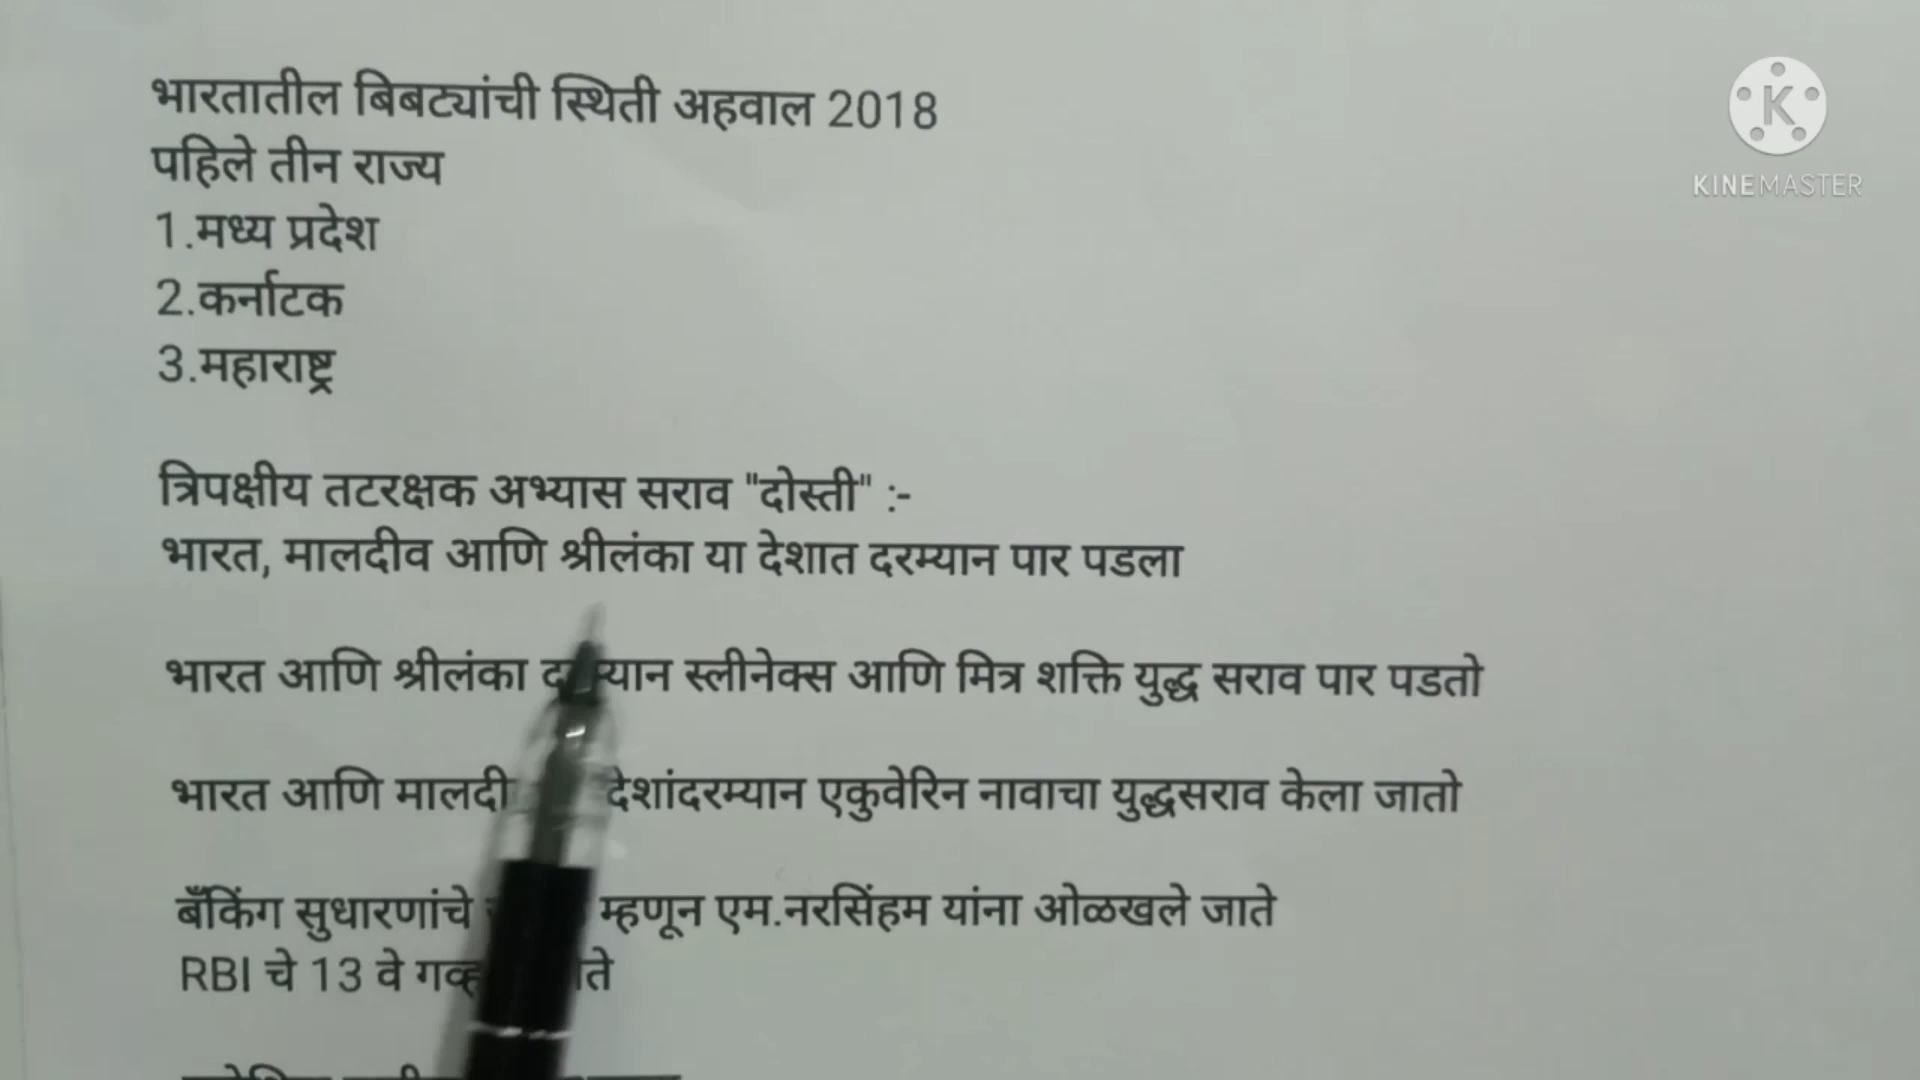 भारतातील बिबट्यांची स्थिती अहवाल 2018
पहिले तीन राज्य
1.मध्य प्रदेश
2.कर्नाटक
3.महाराष्ट्र
त्रिपक्षीय तटरक्षक अभ्यास सराव "दोस्ती" :-
भारत, मालदीव आणि श्रीलंका या देशात दरम्यान पार पडला
भारत आणि श्रीलंका स्लीनेक्स आणि मित्र शक्ति युद्ध सराव पार पडतो
भारत आणि एकुवेरिन नावाचा युद्धसराव केला जातो
बँकिंग सुधारणांचे म्हणून एम.नरसिंहम यांना ओळखले जाते
RBI चे 13 वे
K
KINEMASTER